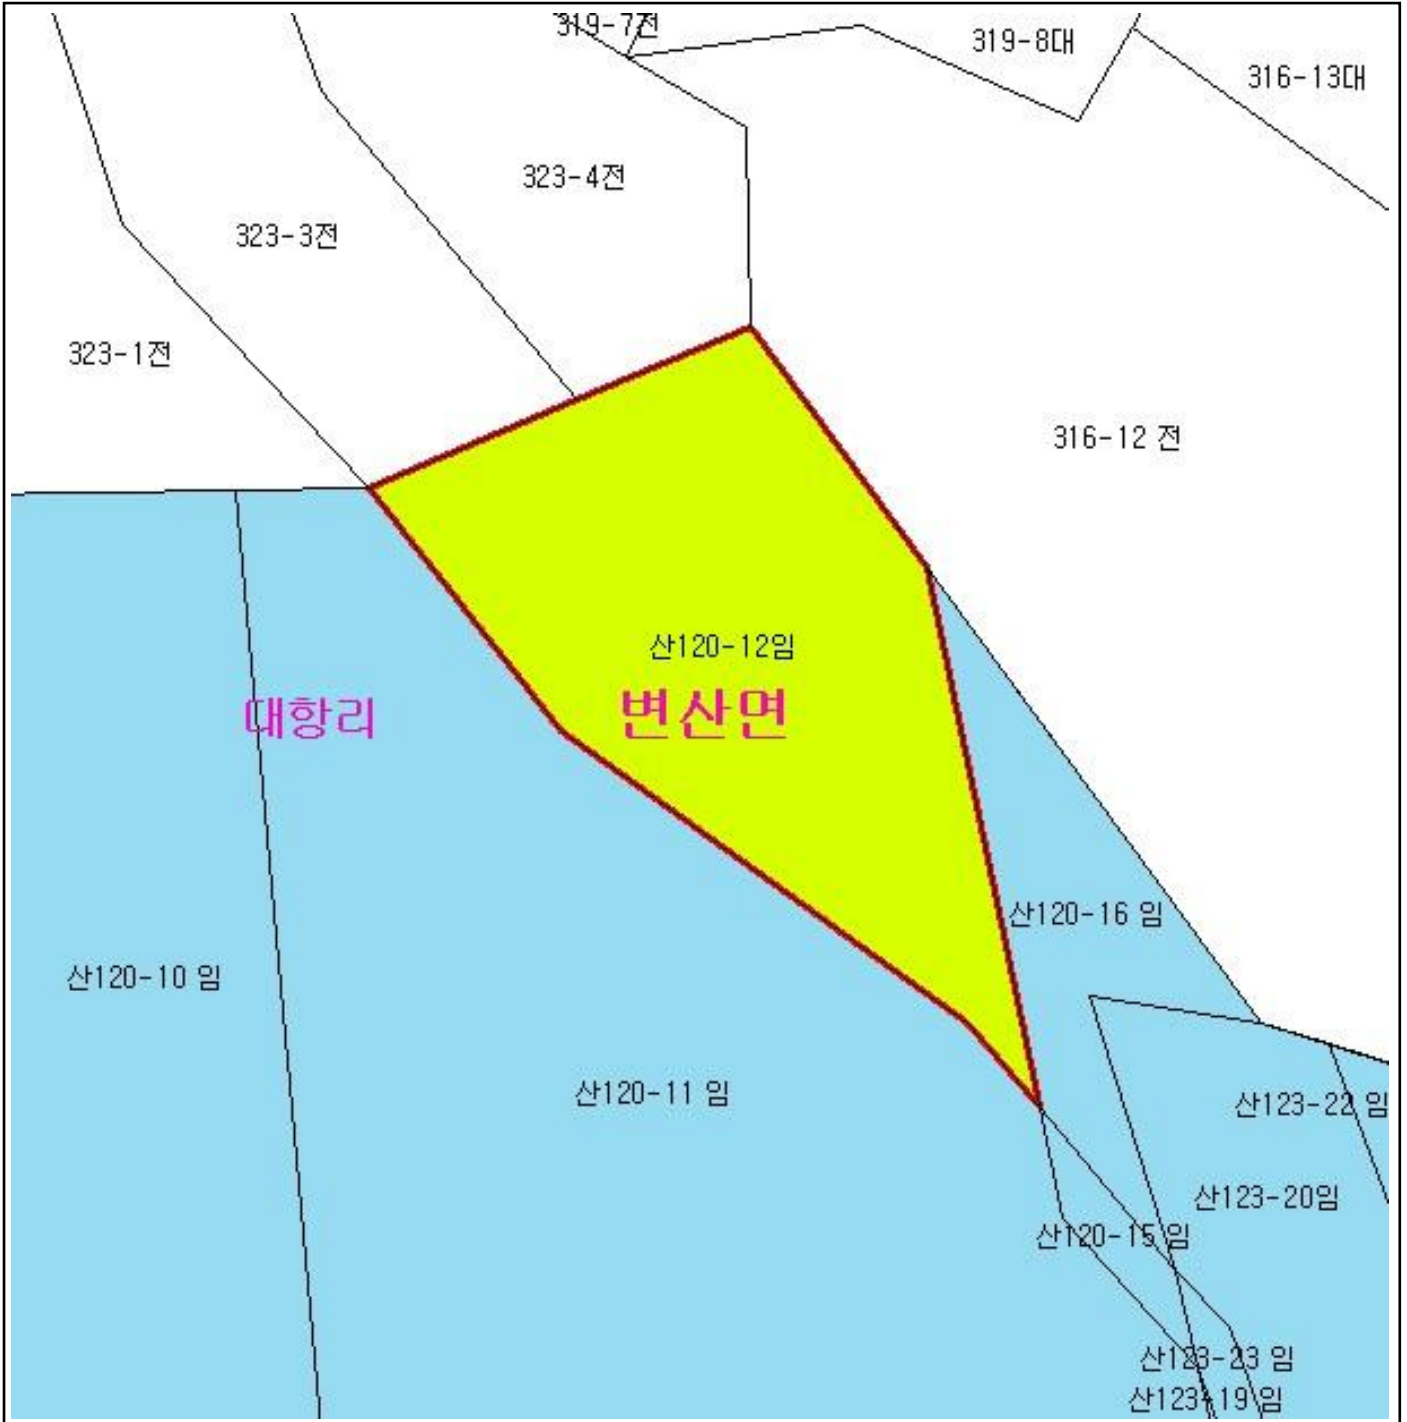 319-7전
319-8대
316-13대
323-4전
323-3전
323-1전
316-12 전
산120-12임
대항리
변산면
산120-16 임
산120-10 임
산120-11 임
산123-22 임
산123-20임
산120-15 임
산123-23 임
산123-19 임